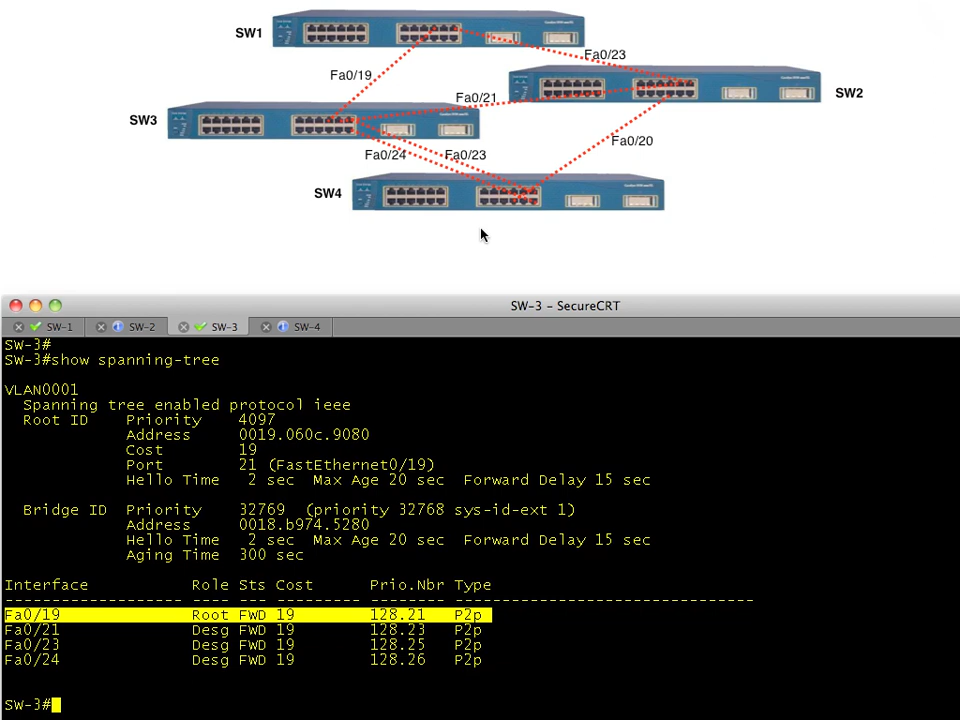 SW1
Fa0/23
Fa0/19
SW2
Fa0/21
SW3
Fa0/20
Fa0/24
Fa0/23
SW4
SW-3 – SecureCRT
SW-1 SW-2 SW-3 SW-4
SW-3#
SW-3#show spanning-tree
VLAN0001
Spanning tree enabled protocol ieee
Root ID Priority 4097
Address 0019.060c.9080
Cost 19
Port 21 (FastEthernet0/19)
Hello Time 2 sec Max Age 20 sec Forward Delay 15 sec
Bridge ID Priority 32769 (priority 32768 sys-id-ext 1)
Address 0018.b974.5280
Hello Time 2 sec Max Age 20 sec Forward Delay 15 sec
Aging Time 300 sec
Interface Role Sts Cost Prio.Nbr Type
------------------- ---- --- --------- -------- --------------------------------
Fa0/19 Root FWD 19 128.21 P2p
Fa0/21 Desg FWD 19 128.23 P2p
Fa0/23 Desg FWD 19 128.25 P2p
Fa0/24 Desg FWD 19 128.26 P2p
SW-3#